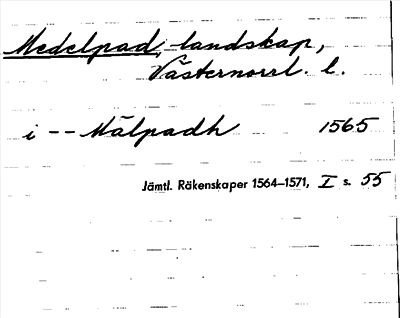 Medelpad, landskap,
Västernorrl. l.
i -- Mälpadh 1565
Jämtl. Räkenskaper 1564–1571, I s. 55